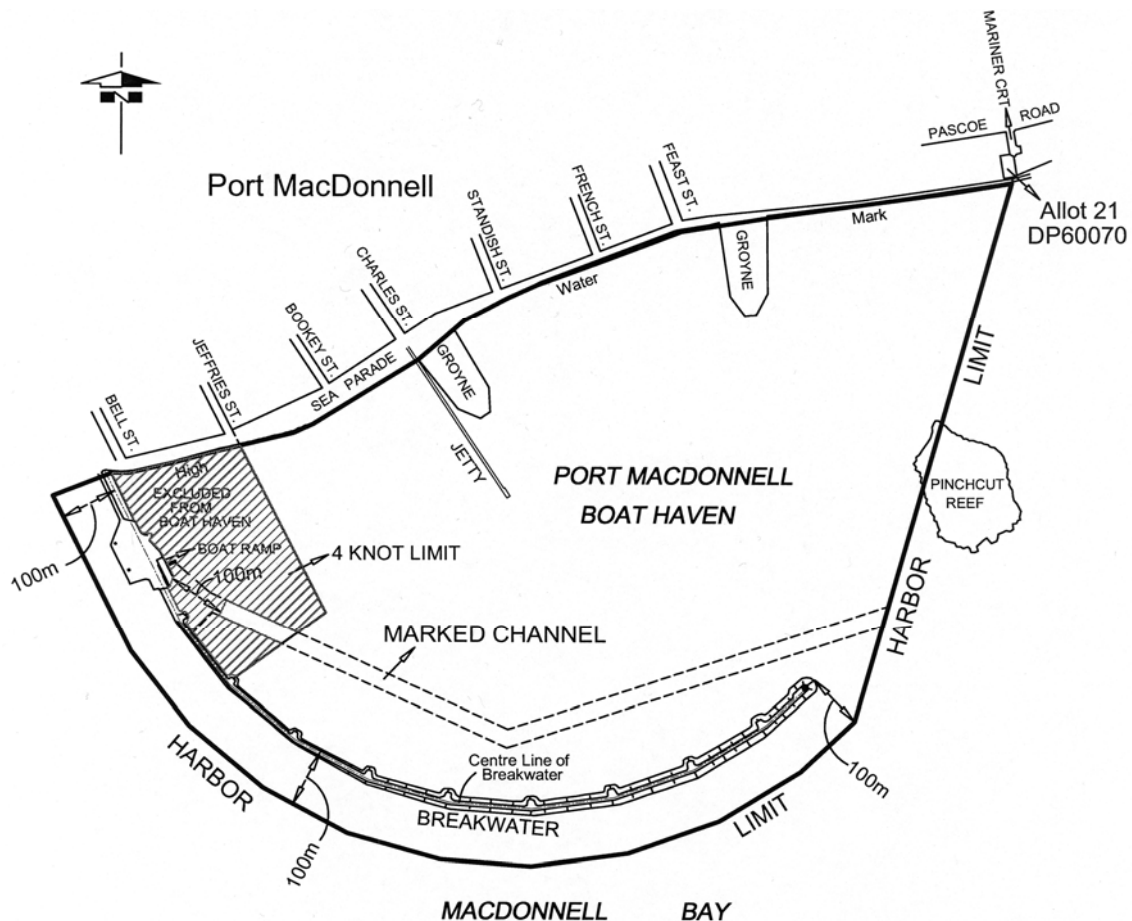 MARINER CRT
PASCOE ROAD
Port MacDonnell
FEAST ST.
FRENCH ST.
STANDISH ST.
Allot 21
DP60070
Mark
GROYNE
Water
CHARLES ST.
BOOKEY ST.
JEFFRIES ST.
BELL ST.
SEA PARADE
GROYNE
JETTY
LIMIT
High
EXCLUDED
FROM
BOAT HAVEN
PORT MACDONNELL
BOAT HAVEN
PINCHCUT
REEF
BOAT RAMP
4 KNOT LIMIT
100m
100m
HARBOR
MARKED CHANNEL
Centre Line of
Breakwater
HARBOR
BREAKWATER
LIMIT
100m
100m
MACDONNELL BAY
N